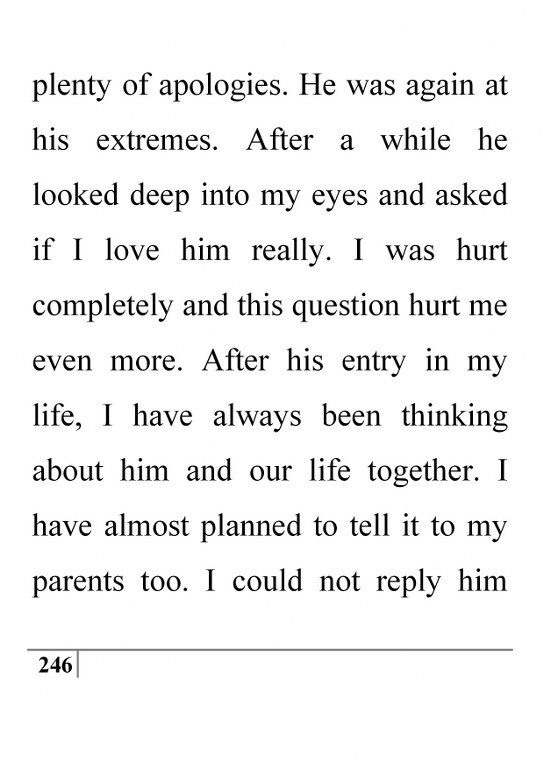 plenty of apologies. He was again at
his extremes. After a while he
looked deep into my eyes and asked
if I love him really. I was hurt
completely and this question hurt me
even more. After his entry in my
life, I have always been thinking
about him and our life together. I
have almost planned to tell it to my
parents too. I could not reply him
246